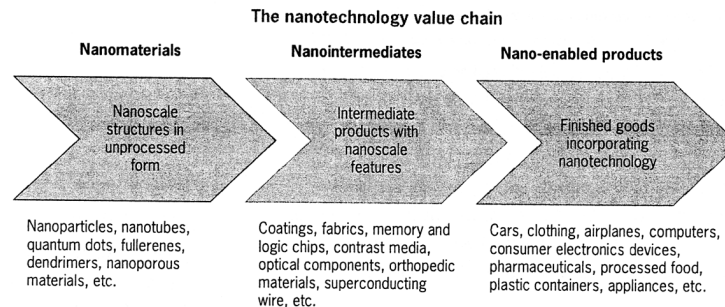 The nanotechnology value chain
Nanomaterials
Nanoscale
structures in
unprocessed
form
Nanoparticles, nanotubes,
quantum dots, fullerenes,
dendrimers, nanoporous
materials, etc.
Nanointermediates
Intermediate
products with
nanoscale
features
Coatings, fabrics, memory and
logic chips, contrast media,
optical components, orthopedic
materials, superconducting
wire, etc.
Nano-enabled products
Finished goods
incorporating
nanotechnology
Cars, clothing, airplanes, computers,
consumer electronics devices,
pharmaceuticals, processed food,
plastic containers, appliances, etc.